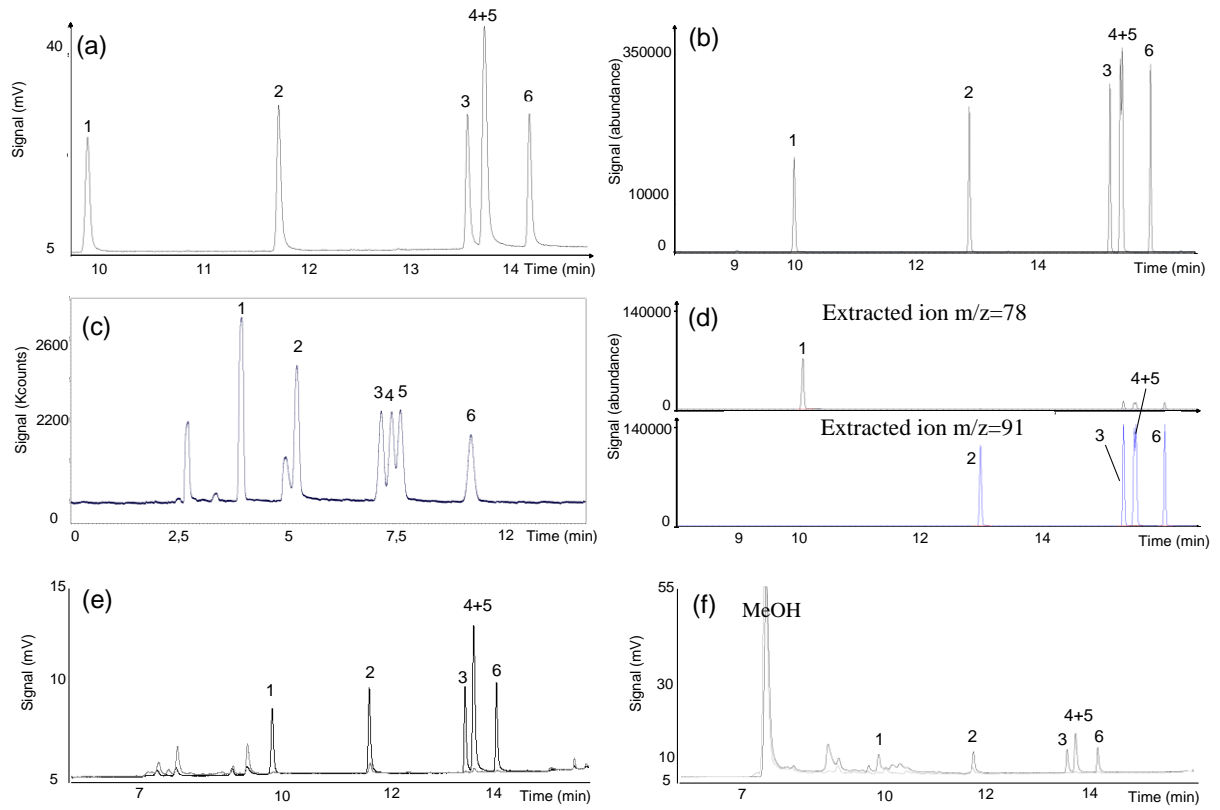 (a)
Signal (mV)
40
5
1
2
3
4+5
6
10 11 12 13 14 Time (min)
(b)
Signal (abundance)
350000
10000
0
1
2
3
4+5
6
9 10 12 14 Time (min)
(c)
Signal (Kcounts)
2600
2200
0
1
2
3 4 5
6
0 2,5 5 7,5 12 Time (min)
(d)
Extracted ion m/z=78
Signal (abundance)
140000
0
1
4+5
Extracted ion m/z=91
140000
0
2
3
6
9 10 12 14 Time (min)
(e)
Signal (mV)
15
10
5
1
2
3
4+5
6
7 10 12 14 Time (min)
(f)
MeOH
Signal (mV)
55
30
10
5
1
2
3
4+5
6
7 10 12 14 Time (min)